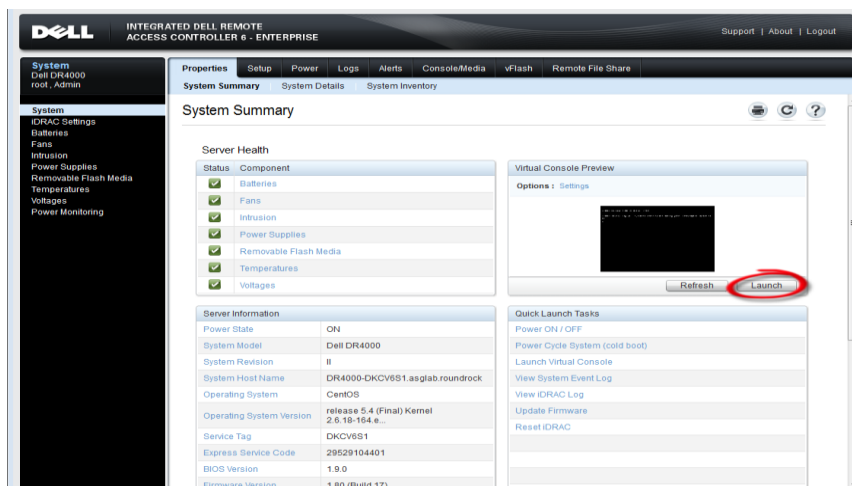 DELL
INTEGRATED DELL REMOTE
ACCESS CONTROLLER 6 - ENTERPRISE
Support | About | Logout
System
Dell DR4000
root , Admin
Properties Setup Power Logs Alerts Console/Media vFlash Remote File Share
System Summary System Details System Inventory
System
iDRAC Settings
Batteries
Fans
Intrusion
Power Supplies
Removable Flash Media
Temperatures
Voltages
Power Monitoring
System Summary
?
Server Health
Status Component
Batteries
Fans
Intrusion
Power Supplies
Removable Flash Media
Temperatures
Voltages
Virtual Console Preview
Options : Settings
Refresh Launch
Server Information
Power State ON
System Model Dell DR4000
System Revision II
System Host Name DR4000-DKCV6S1.asglab.roundrock
Operating System CentOS
Operating System Version release 5.4 (Final) Kernel
2.6.18-164.e...
Service Tag DKCV6S1
Express Service Code 29529104401
BIOS Version 1.9.0
Firmware Version 1.80 (Build 17)
Quick Launch Tasks
Power ON / OFF
Power Cycle System (cold boot)
Launch Virtual Console
View System Event Log
View iDRAC Log
Update Firmware
Reset iDRAC